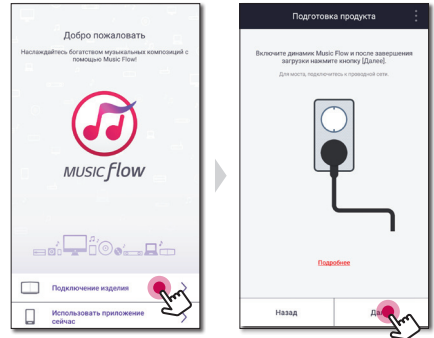 Добро пожаловать
Наслаждайтесь богатством музыкальных композиций с
помощью Music Flow!
MUSIC flow
Подключение изделия
Использовать приложение
сейчас
Подготовка продукта
Включите динамик Music Flow и после завершения
загрузки нажмите кнопку [Далее].
Для моста, подключитесь к проводной сети.
Подробнее
Назад